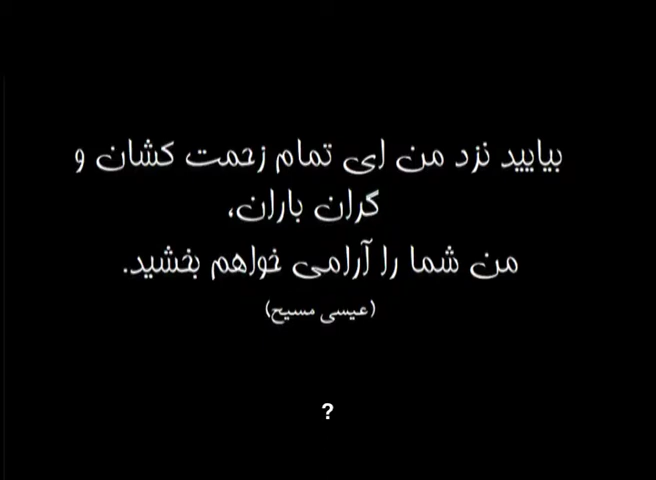 بیایید نزد من ای تمام زحمت کشان و
گران باران،
من شما را آرامی خواهم بخشید.
(عیسی مسیح)
?